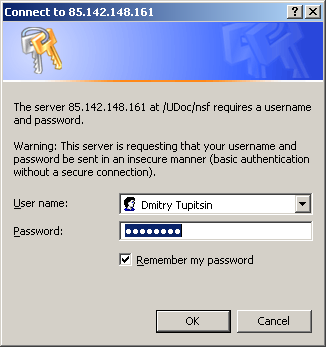 Connect to 85.142.148.161
The server 85.142.148.161 at /UDoc/nsf requires a username
and password.
Warning: This server is requesting that your username and
password be sent in an insecure manner (basic authentication
without a secure connection).
User name: Dmitry Tupitsin
Password: ••••••••
Remember my password
OK Cancel